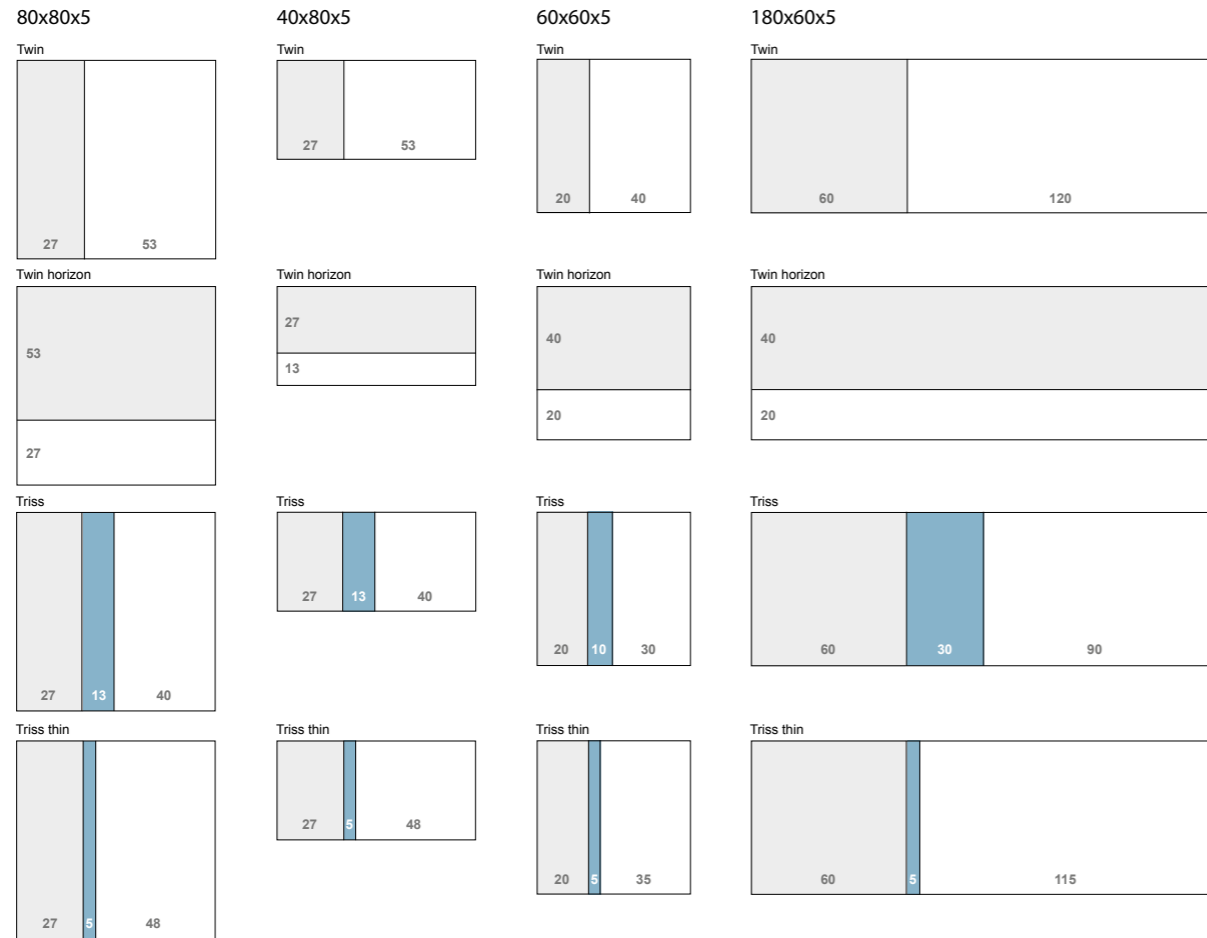 80x80x5 40x80x5 60x60x5 180x60x5
Twin Twin Twin Twin
27 53 27 53 20 40 60 120
Twin horizon Twin horizon Twin horizon Twin horizon
53 27 40 40
27 13 20 20
Triss Triss Triss Triss
27 13 40 27 13 40 20 10 30 60 30 90
Triss thin Triss thin Triss thin Triss thin
27 5 48 27 5 48 20 5 35 60 5 115